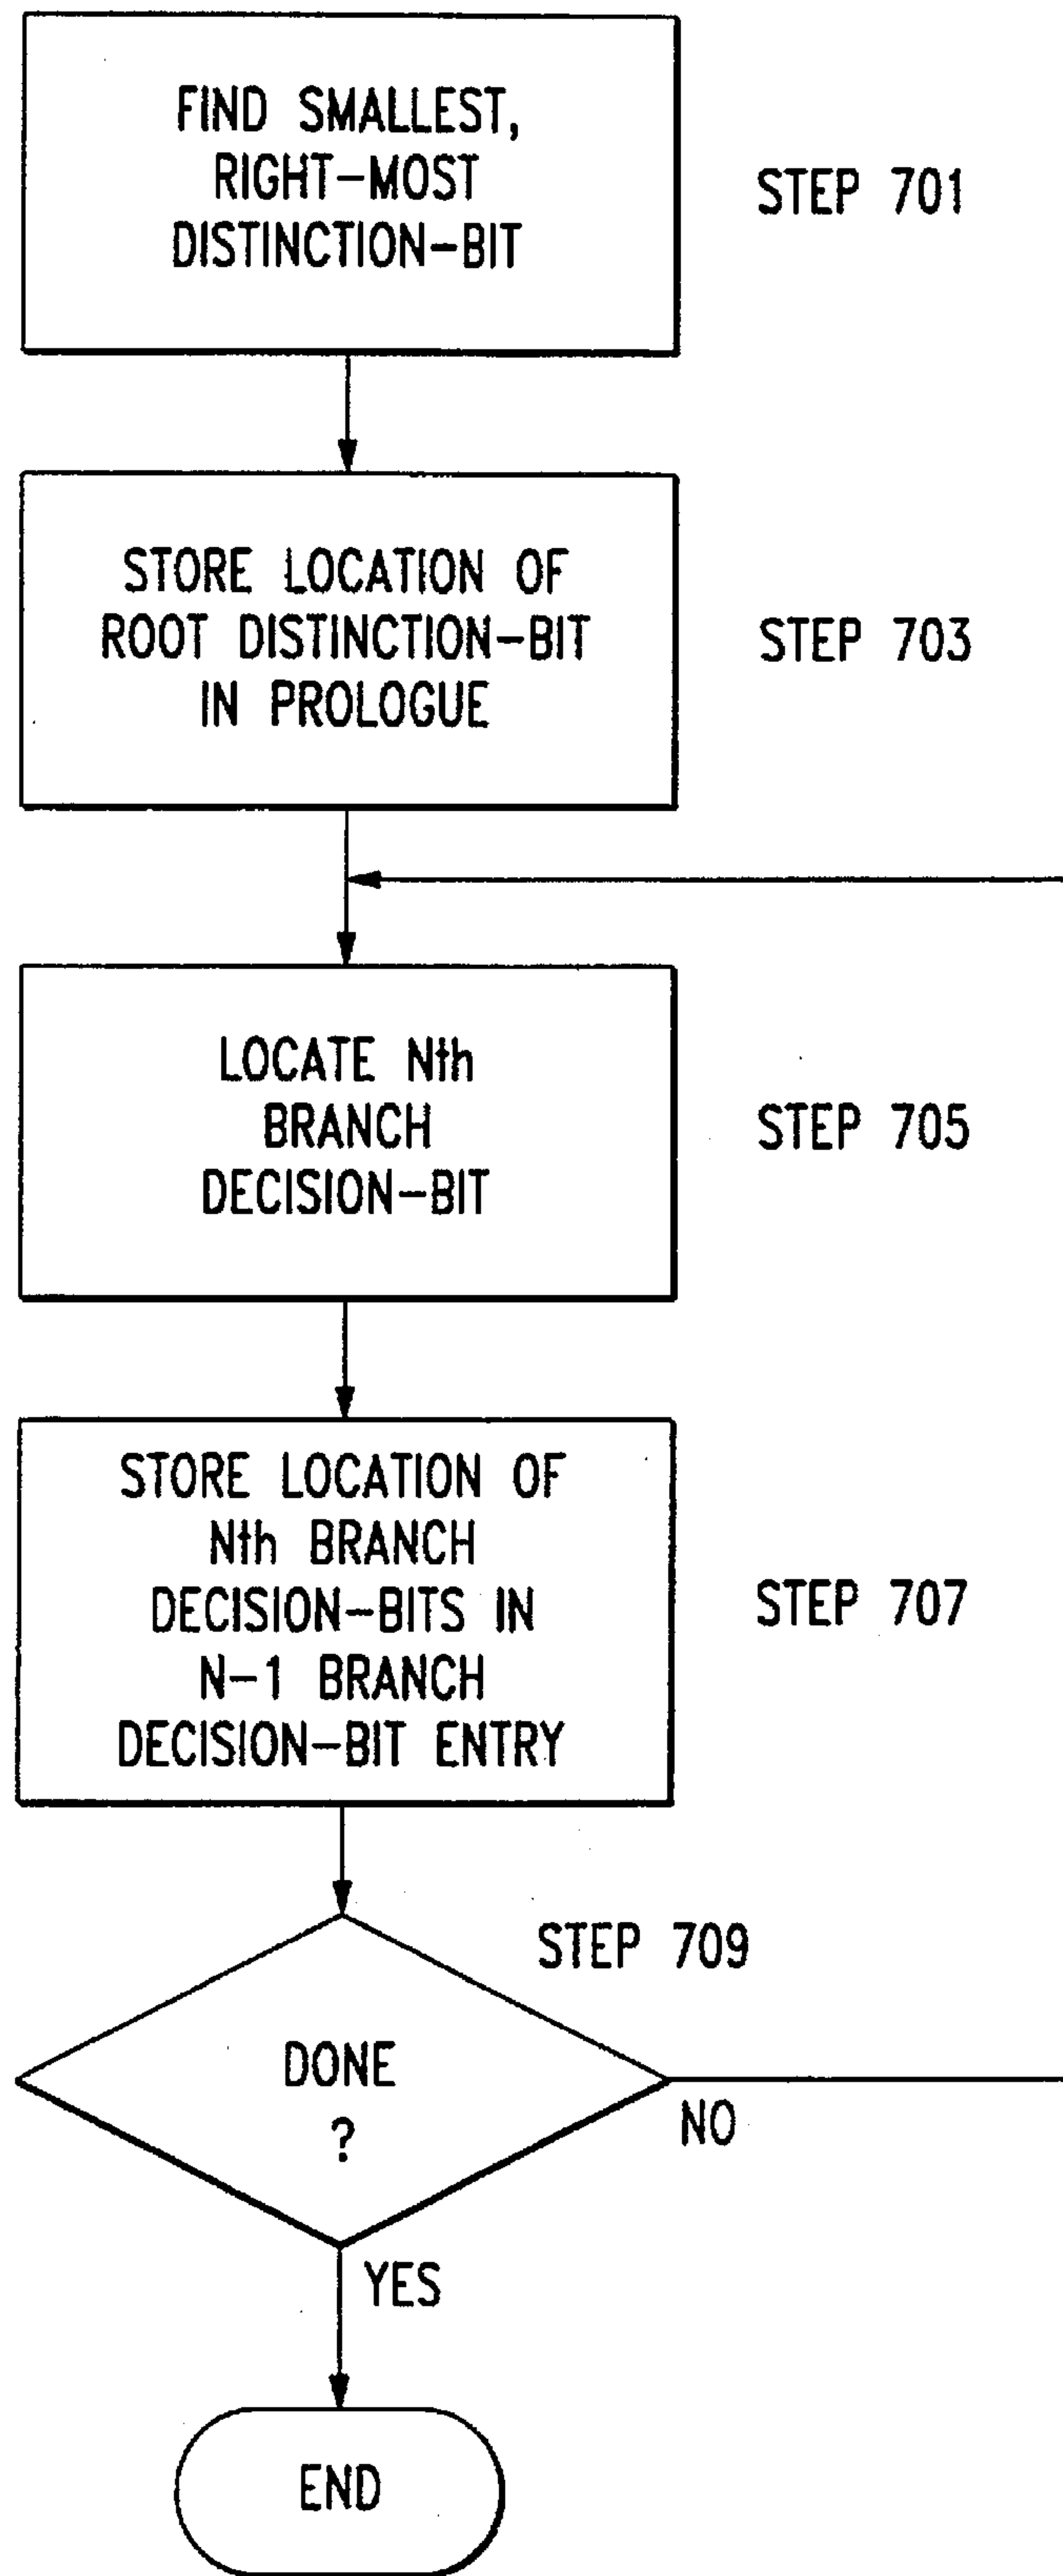 FIND SMALLEST,
RIGHT-MOST
DISTINCTION-BIT
STEP 701
STORE LOCATION OF
ROOT DISTINCTION-BIT
IN PROLOGUE
STEP 703
LOCATE Nth
BRANCH
DECISION-BIT
STEP 705
STORE LOCATION OF
Nth BRANCH
DECISION-BITS IN
N-1 BRANCH
DECISION-BIT ENTRY
STEP 707
STEP 709
DONE
?
NO
YES
END